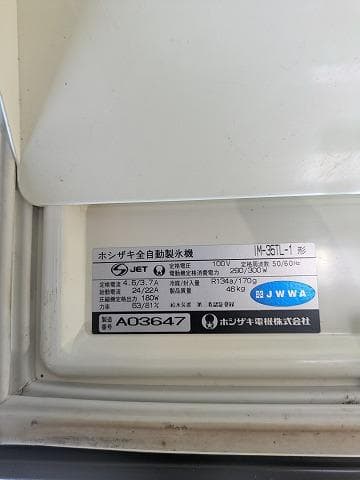 ホシザキ全自動製氷機 IM-35TL-1 形
JET 定格電圧 100V 定格周波数 50/60Hz
電動機定格消費電力 290/300W
定格電流 4.6/3.7A 冷媒/封入量 R134a/170g
始動電流 24/22A 製品質量 46kg
圧縮機定格出力 180W
力率 63/81%
JWWA
製造番号 A03647 ホシザキ電機株式会社